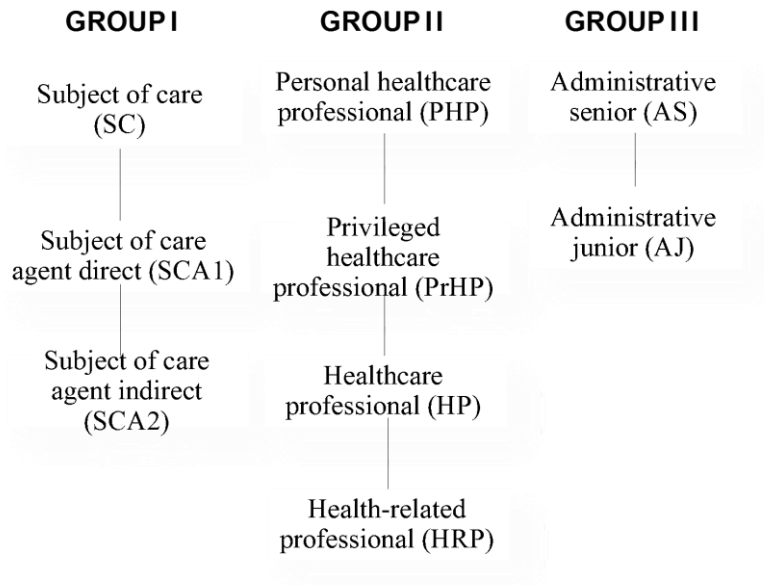 GROUP I
Subject of care
(SC)
Subject of care
agent direct (SCA1)
Subject of care
agent indirect
(SCA2)
GROUP II
Personal healthcare
professional (PHP)
Privileged
healthcare
professional (PrHP)
Healthcare
professional (HP)
Health-related
professional (HRP)
GROUP III
Administrative
senior (AS)
Administrative
junior (AJ)